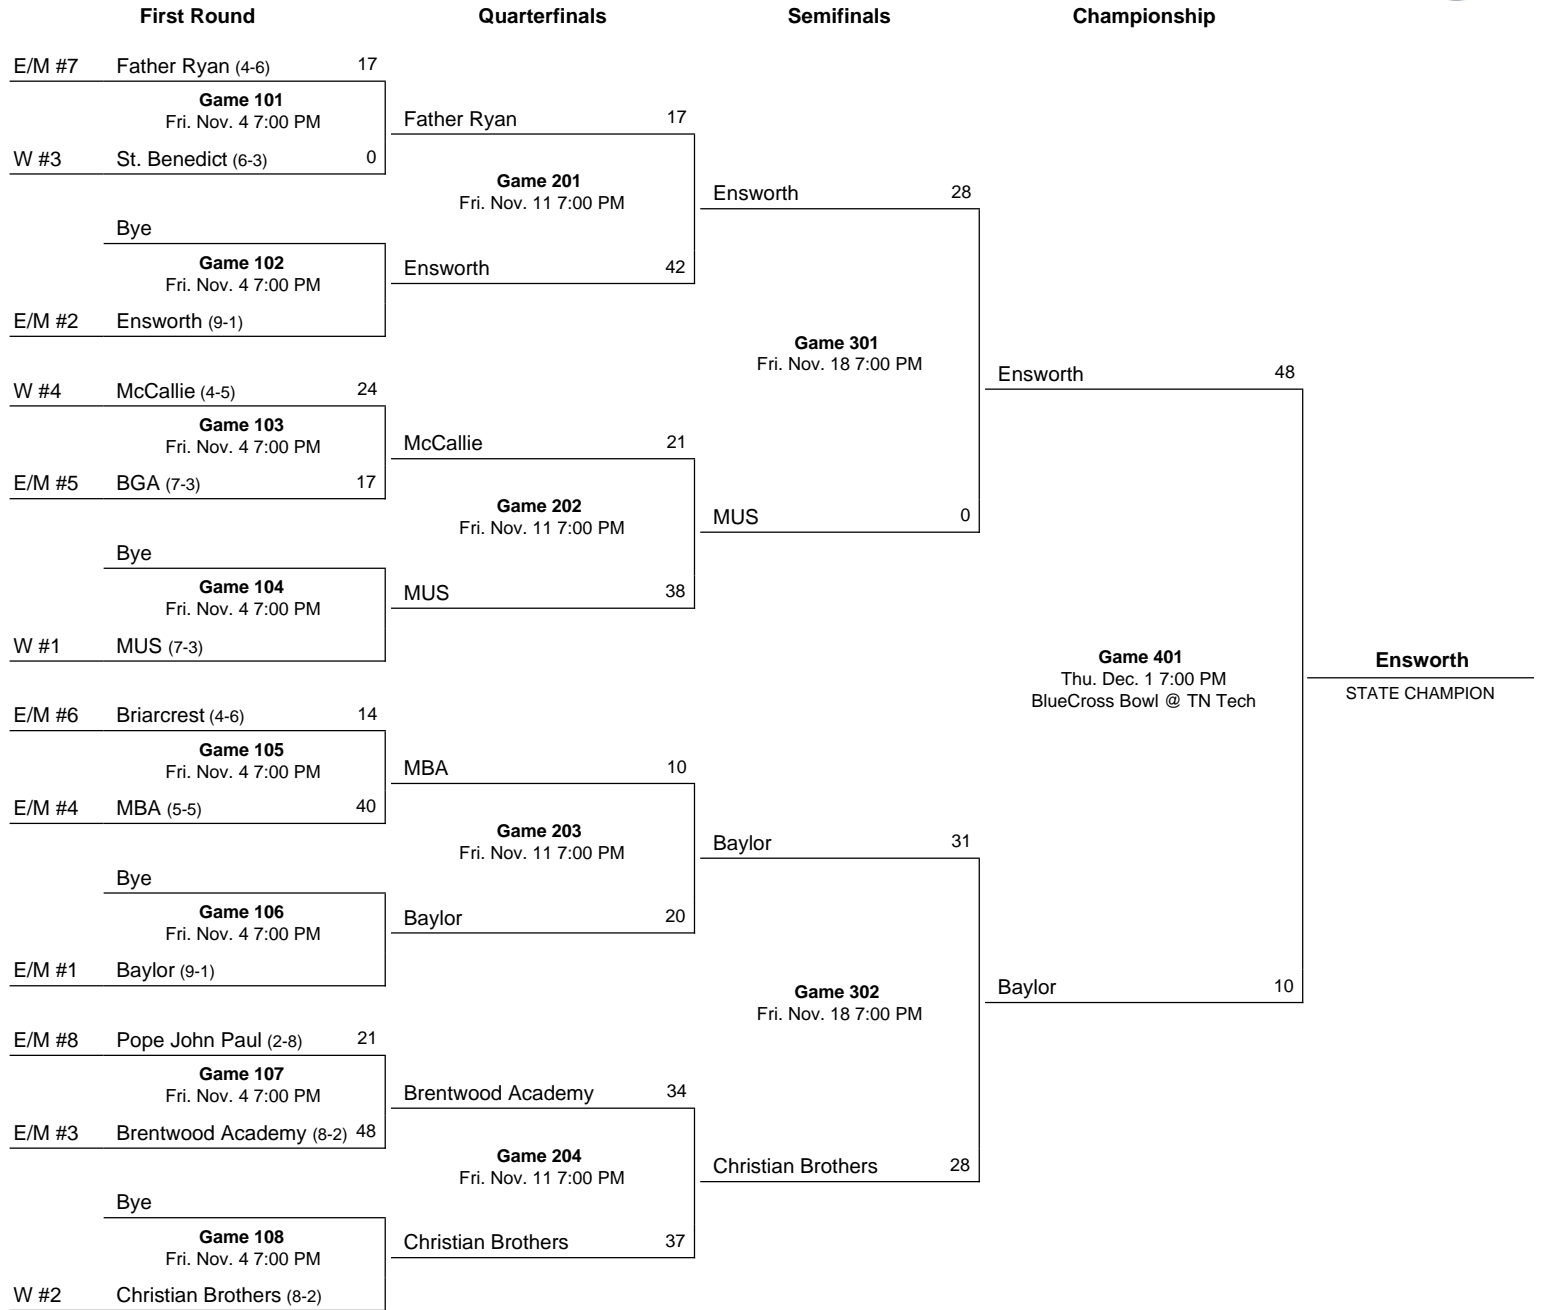 First Round Quarterfinals Semifinals Championship
E/M #7 Father Ryan (4-6) 17
Game 101
Fri. Nov. 4 7:00 PM
W #3 St. Benedict (6-3) 0
Bye
Game 102
Fri. Nov. 4 7:00 PM
E/M #2 Ensworth (9-1)
W #4 McCallie (4-5) 24
Game 103
Fri. Nov. 4 7:00 PM
E/M #5 BGA (7-3) 17
Bye
Game 104
Fri. Nov. 4 7:00 PM
W #1 MUS (7-3)
E/M #6 Briarcrest (4-6) 14
Game 105
Fri. Nov. 4 7:00 PM
E/M #4 MBA (5-5) 40
Bye
Game 106
Fri. Nov. 4 7:00 PM
E/M #1 Baylor (9-1)
E/M #8 Pope John Paul (2-8) 21
Game 107
Fri. Nov. 4 7:00 PM
E/M #3 Brentwood Academy (8-2) 48
Bye
Game 108
Fri. Nov. 4 7:00 PM
W #2 Christian Brothers (8-2)
Father Ryan 17
Game 201
Fri. Nov. 11 7:00 PM
Ensworth 42
McCallie 21
Game 202
Fri. Nov. 11 7:00 PM
MUS 38
MBA 10
Game 203
Fri. Nov. 11 7:00 PM
Baylor 20
Brentwood Academy 34
Game 204
Fri. Nov. 11 7:00 PM
Christian Brothers 37
Ensworth 28
Game 301
Fri. Nov. 18 7:00 PM
MUS 0
Baylor 31
Game 302
Fri. Nov. 18 7:00 PM
Christian Brothers 28
Ensworth 48
Game 401
Thu. Dec. 1 7:00 PM
BlueCross Bowl @ TN Tech
Baylor 10
Ensworth
STATE CHAMPION